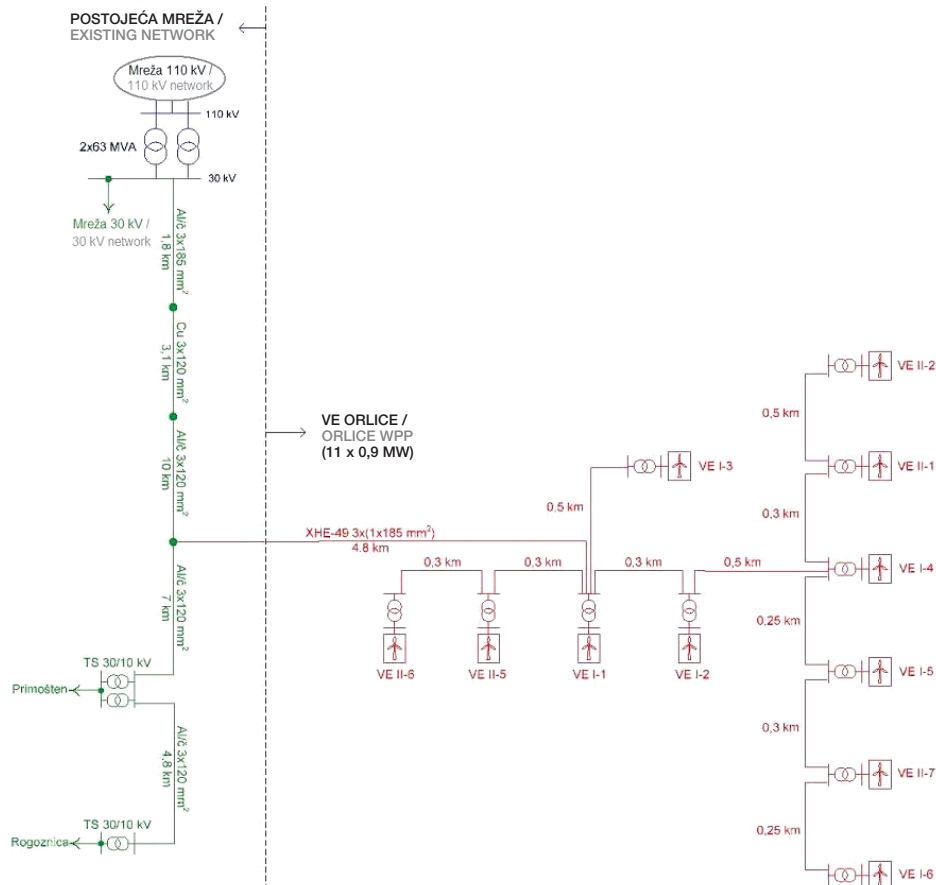 POSTOJEĆA MREŽA /
EXISTING NETWORK
Mreža 110 kV /
110 kV network
110 kV
2x63 MVA
30 kV
Mreža 30 kV /
30 kV network
Al/č 3x185 mm²
1,8 km
Cu 3x120 mm²
3,1 km
Al/č 3x120 mm²
10 km
VE ORLICE /
ORLICE WPP
(11 x 0,9 MW)
XHE-49 3x(1x185 mm²)
4.8 km
Al/č 3x120 mm²
7 km
TS 30/10 kV
Primošten
Al/č 3x120 mm²
4,8 km
TS 30/10 kV
Rogoznica
0.5 km
VE I-3
0,3 km
0,3 km
0,3 km
0,5 km
VE II-6
VE II-5
VE I-1
VE I-2
VE II-2
0,5 km
VE II-1
0,3 km
VE I-4
0,25 km
VE I-5
0,3 km
VE II-7
0,25 km
VE I-6